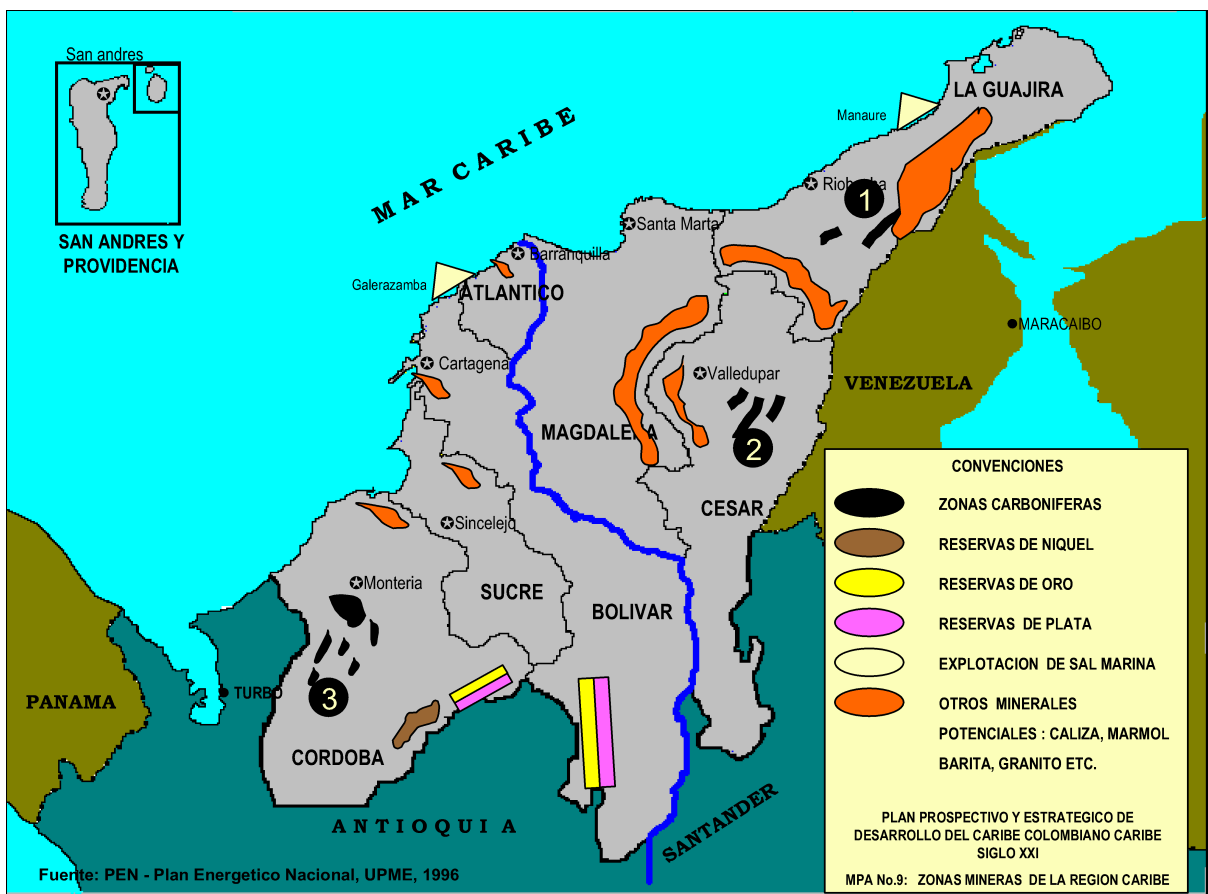 San andres
SAN ANDRES Y
PROVIDENCIA
MAR CARIBE
LA GUAJIRA
Manaure
Riohacha
1
Santa Marta
Barranquilla
Galerazamba
ATLANTICO
MARACAIBO
Cartagena
Valledupar
VENEZUELA
MAGDALENA
2
CESAR
Sincelejo
Monteria
SUCRE
BOLIVAR
PANAMA
TURBO
3
CORDOBA
ANTIOQUIA
SANTANDER
Fuente: PEN - Plan Energetico Nacional, UPME, 1996
CONVENCIONES
ZONAS CARBONIFERAS
RESERVAS DE NIQUEL
RESERVAS DE ORO
RESERVAS DE PLATA
EXPLOTACION DE SAL MARINA
OTROS MINERALES
POTENCIALES : CALIZA, MARMOL
BARITA, GRANITO ETC.
PLAN PROSPECTIVO Y ESTRATEGICO DE
DESARROLLO DEL CARIBE COLOMBIANO CARIBE
SIGLO XXI
MPA No.9: ZONAS MINERAS DE LA REGION CARIBE